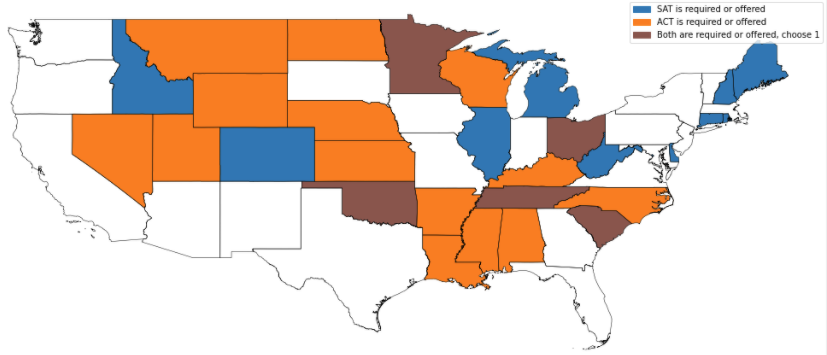 SAT is required or offered
ACT is required or offered
Both are required or offered, choose 1